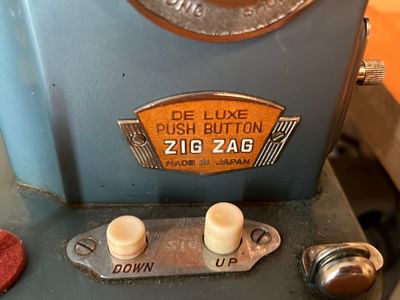 DE LUXE
PUSH BUTTON
ZIG ZAG
MADE IN JAPAN
DOWN UP